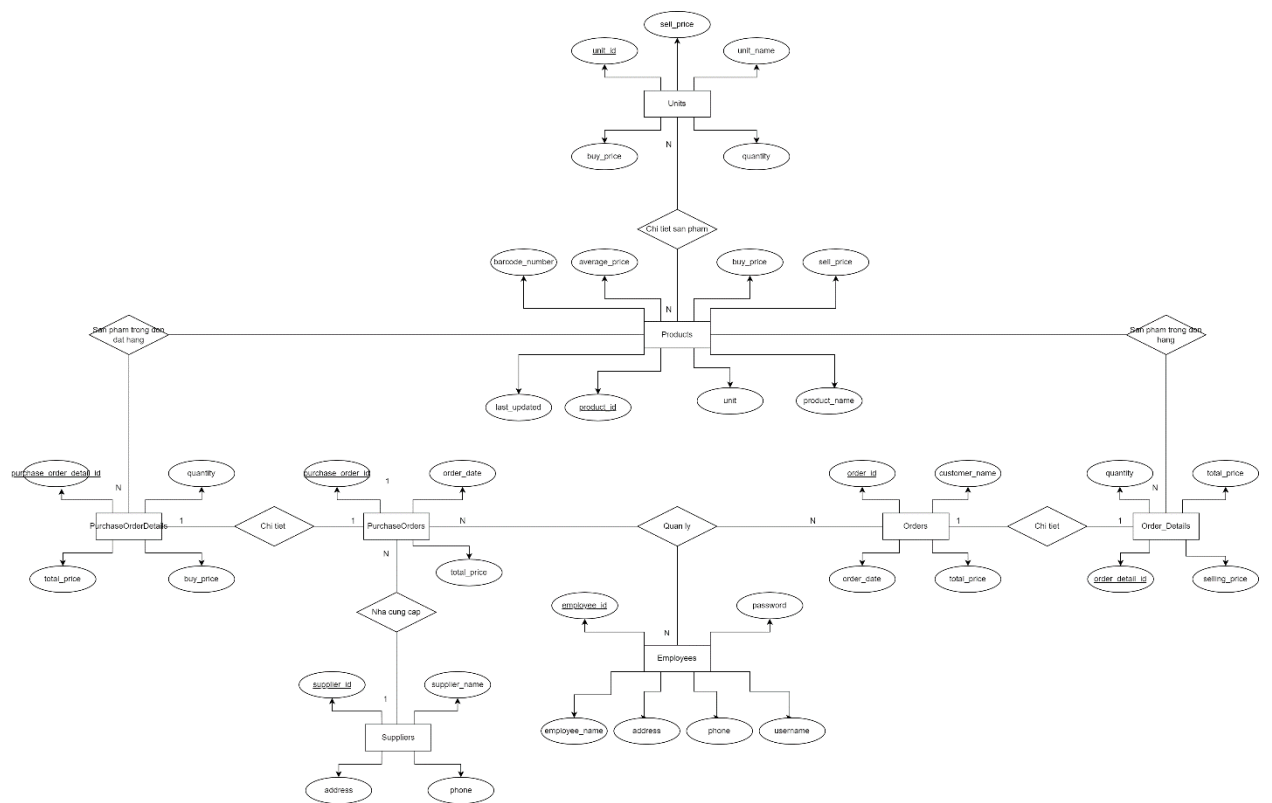 sell_price
unit_id
unit_name
Units
N
buy_price
quantity
Chi tiet san pham
barcode_number
average_price
buy_price
sell_price
N
Products
San pham trong don
dat hang
San pham trong don
hang
last_updated
product_id
unit
product_name
purchase_order_detail_id
quantity
purchase_order_id
1
order_date
order_id
customer_name
quantity
total_price
N
N
PurchaseOrderDetails
1
Chi tiet
1
PurchaseOrders
N
Quan ly
N
Orders
1
Chi tiet
1
Order_Details
N
total_price
buy_price
total_price
order_date
total_price
order_detail_id
selling_price
Nha cung cap
employee_id
password
N
Employees
supplier_id
1
supplier_name
Suppliers
employee_name
address
phone
username
address
phone